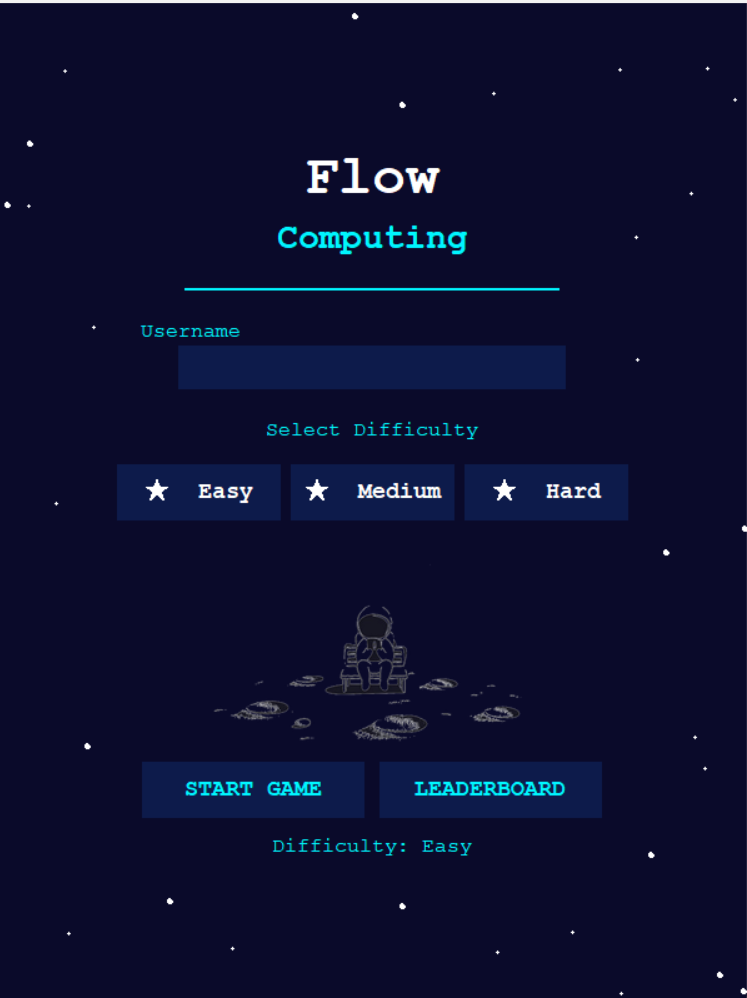 Flow
Computing
Username
Select Difficulty
★ Easy ★ Medium ★ Hard
START GAME LEADERBOARD
Difficulty: Easy